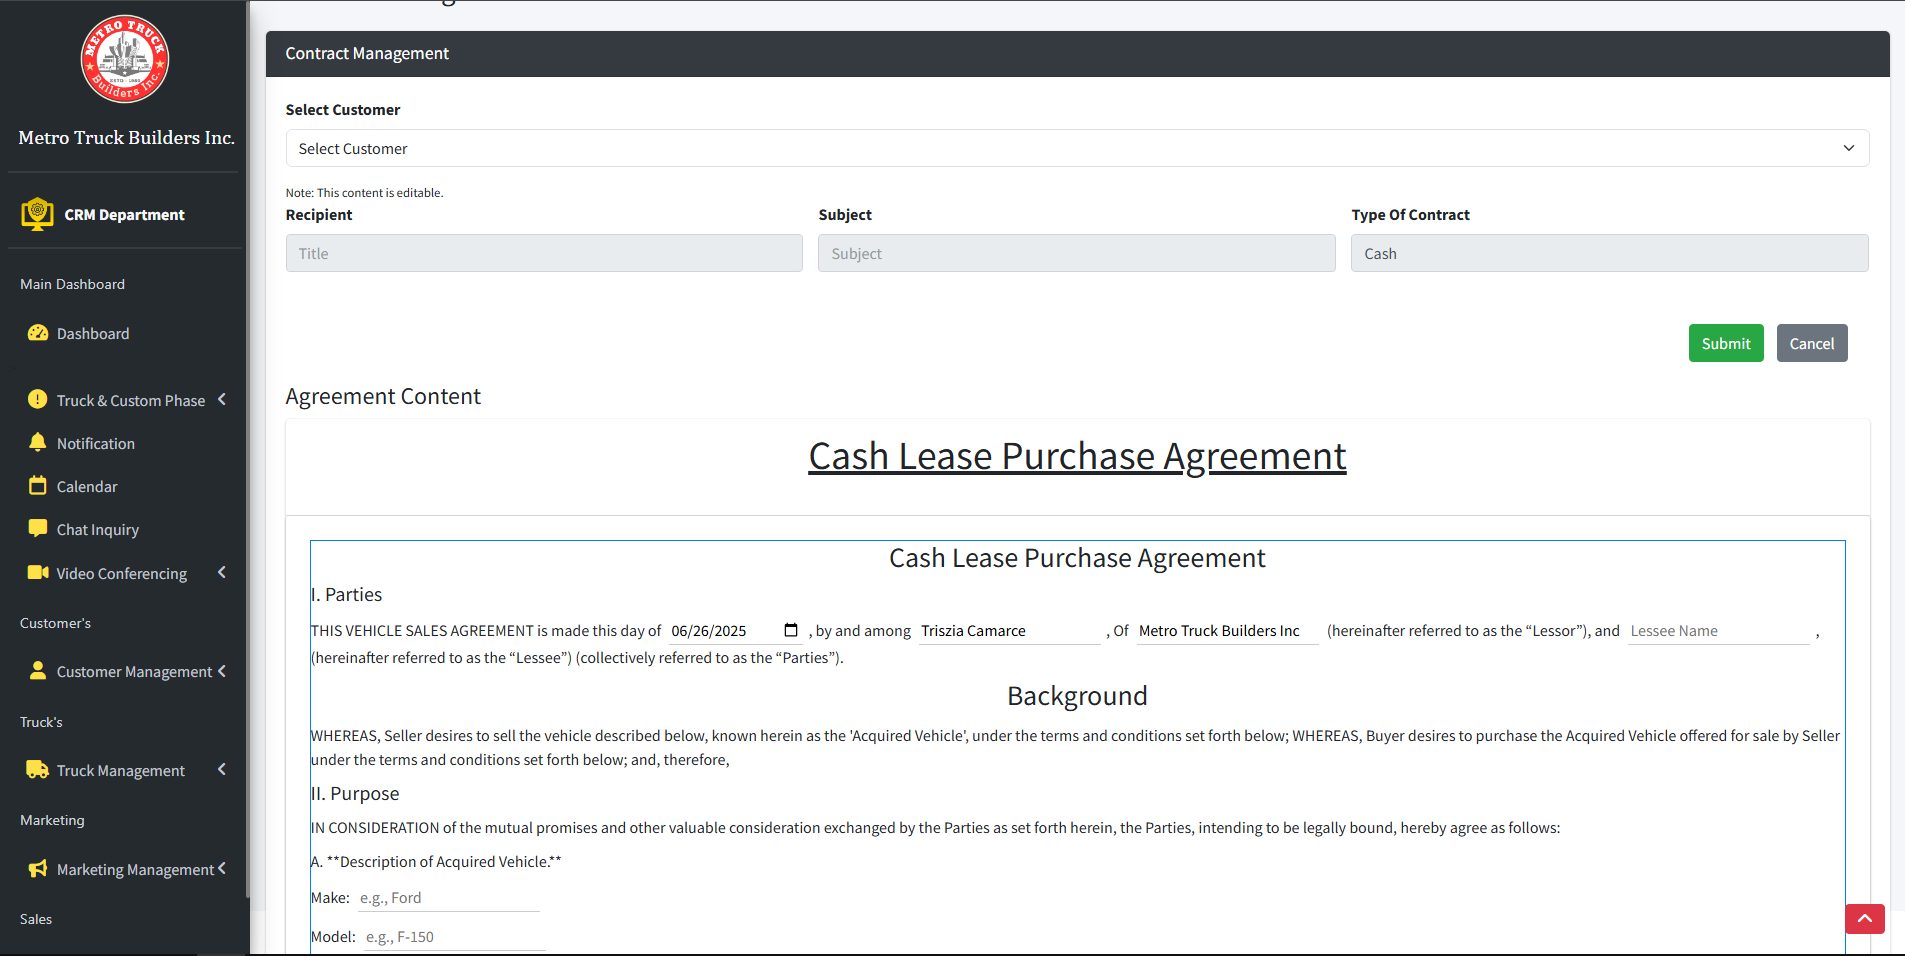 METRO TRUCK
ESTD - 1982
Builders Inc.
Metro Truck Builders Inc.
CRM Department
Main Dashboard
Dashboard
Truck & Custom Phase
Notification
Calendar
Chat Inquiry
Video Conferencing
Customer's
Customer Management
Truck's
Truck Management
Marketing
Marketing Management
Sales
Contract Management
Select Customer
Select Customer
Note: This content is editable.
Recipient Subject Type Of Contract
Title Subject Cash
Submit Cancel
Agreement Content
Cash Lease Purchase Agreement
Cash Lease Purchase Agreement
I. Parties
THIS VEHICLE SALES AGREEMENT is made this day of 06/26/2025 , by and among Triszia Camarce , Of Metro Truck Builders Inc (hereinafter referred to as the “Lessor”), and Lessee Name ,
(hereinafter referred to as the “Lessee”) (collectively referred to as the “Parties”).
Background
WHEREAS, Seller desires to sell the vehicle described below, known herein as the 'Acquired Vehicle', under the terms and conditions set forth below; WHEREAS, Buyer desires to purchase the Acquired Vehicle offered for sale by Seller
under the terms and conditions set forth below; and, therefore,
II. Purpose
IN CONSIDERATION of the mutual promises and other valuable consideration exchanged by the Parties as set forth herein, the Parties, intending to be legally bound, hereby agree as follows:
A. **Description of Acquired Vehicle.**
Make: e.g., Ford
Model: e.g., F-150